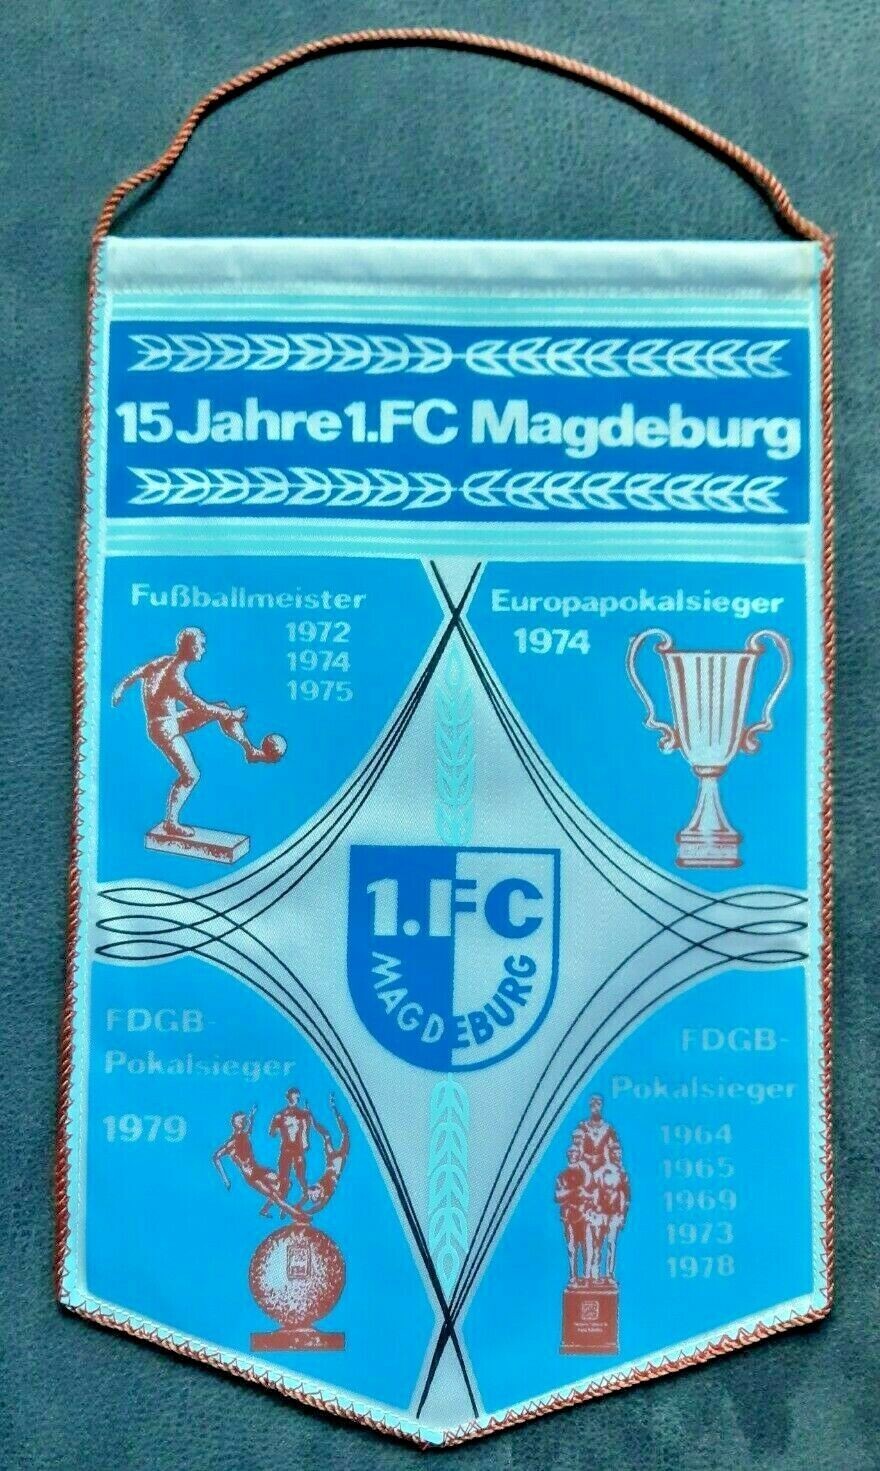 15 Jahre 1.FC Magdeburg
Fußballmeister
1972
1974
1975
Europapokalsieger
1974
1.FC
MAGDEBURG
FDGB-
Pokalsieger
1979
FDGB-
Pokalsieger
1964
1965
1969
1973
1978